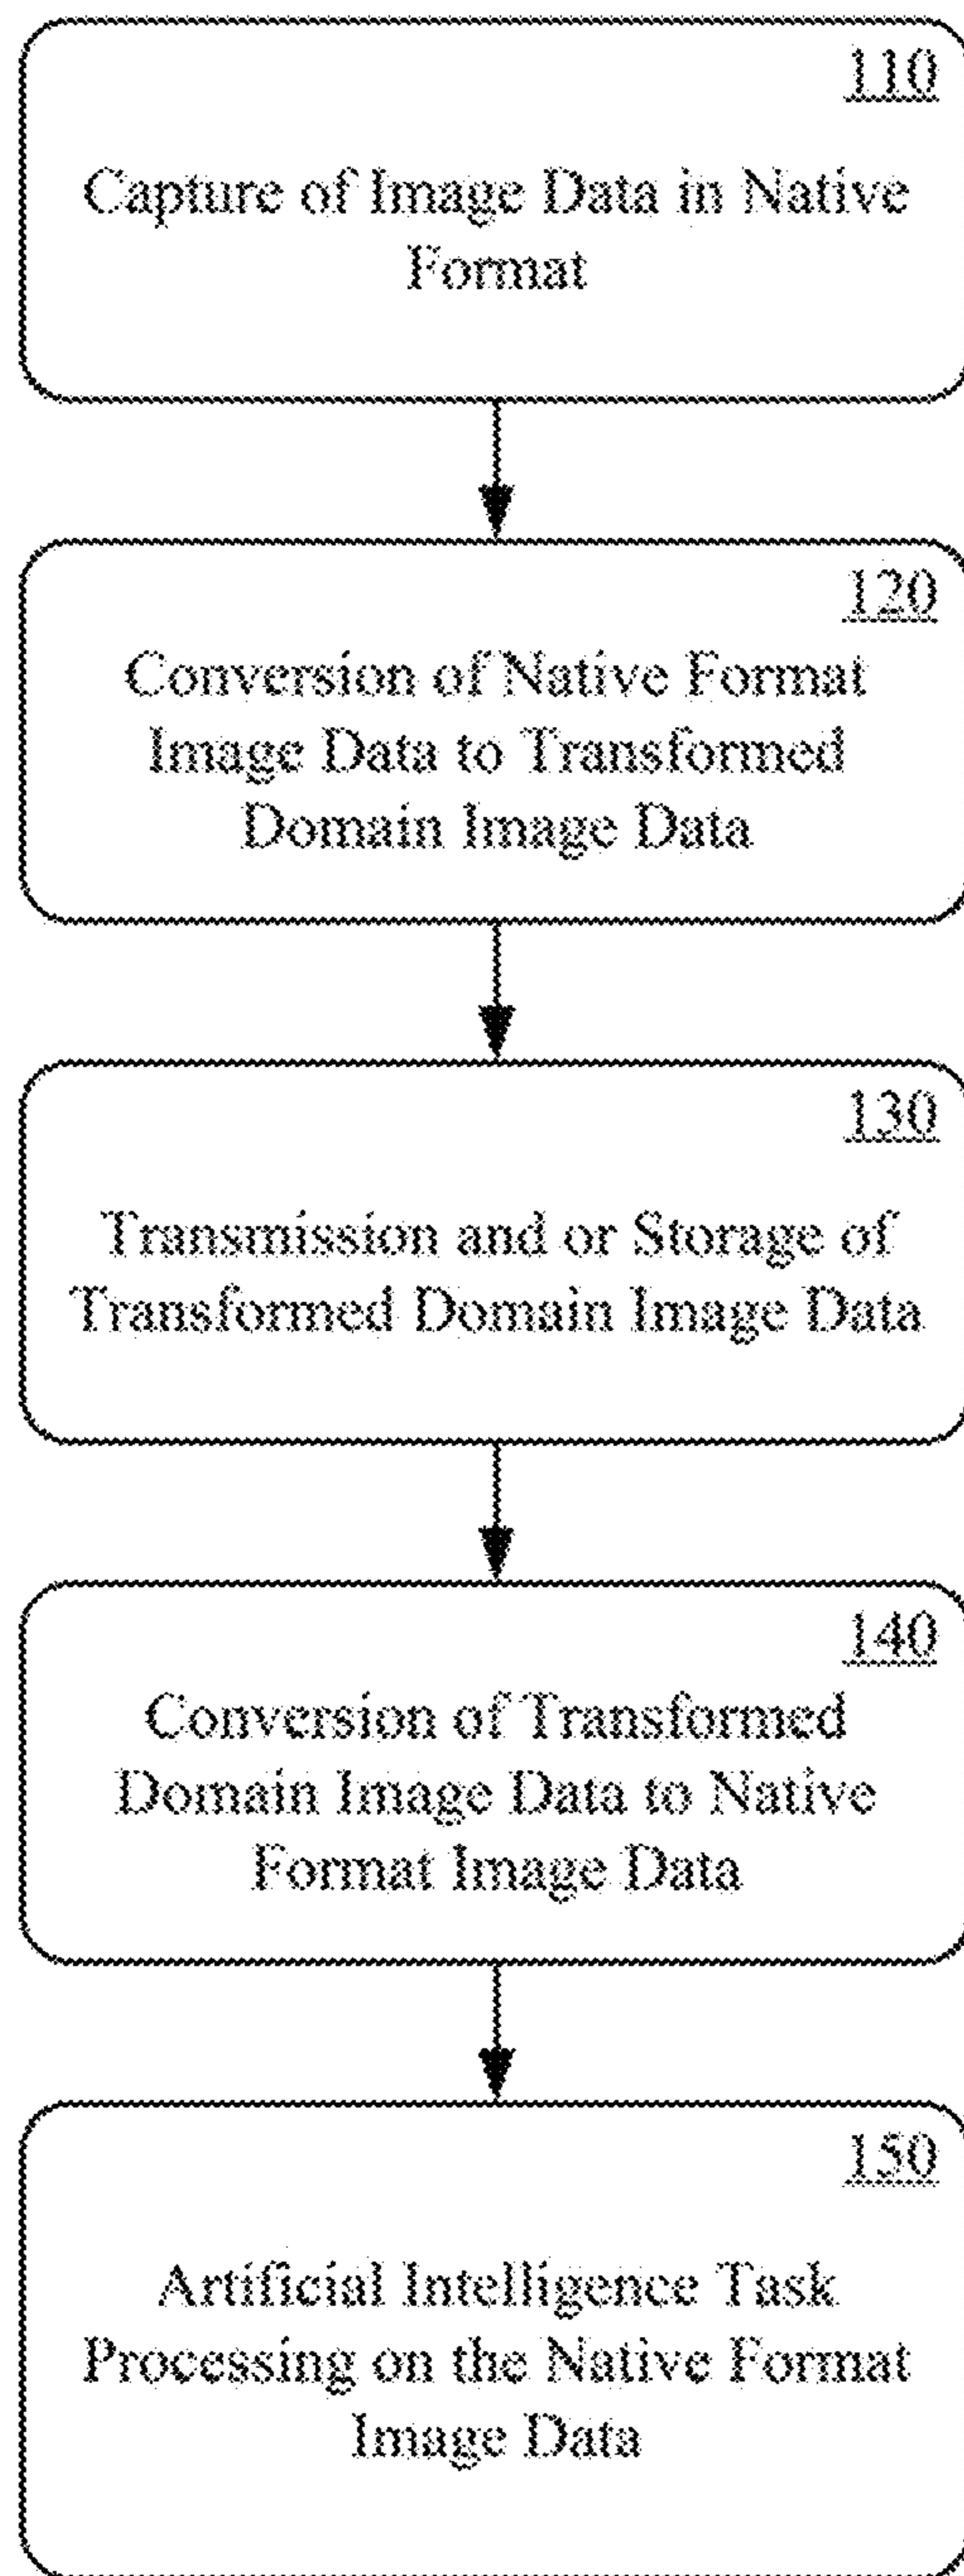 110
Capture of Image Data in Native
Format
120
Conversion of Native Format
Image Data to Transformed
Domain Image Data
130
Transmission and or Storage of
Transformed Domain Image Data
140
Conversion of Transformed
Domain Image Data to Native
Format Image Data
150
Artificial Intelligence Task
Processing on the Native Format
Image Data